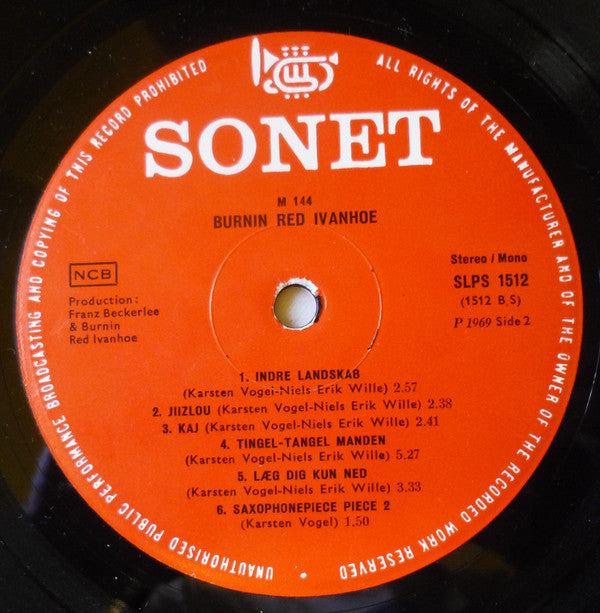 SONET
M 144
BURNIN RED IVANHOE
NCB
Production :
Franz Beckerlee
& Burnin
Red Ivanhoe
Stereo / Mono
SLPS 1512
(1512 B, S)
P 1969 Side 2
1. INDRE LANDSKAB
(Karsten Vogei-Niels Erik Wille) 2.57
2. JIIZLOU (Karsten Vogel-Niels Erik Wille) 2.38
3. KAJ (Karsten Vogel-Niels Erik Wille) 2.41
4. TINGEL-TANGEL MANDEN
(Karsten Vogel-Niels Erik Wille) 5.27
5. LÆG DIG KUN NED
(Karsten Vogel-Niels Erik Wille) 3,33
6. SAXOPHONEPIECE PIECE 2
(Karsten Vogel) 1,50
ALL RIGHTS OF THE MANUFACTURER AND OF THE OWNER OF THE RECORDED WORK RESERVED
UNAUTHORISED PUBLIC PERFORMANCE BROADCASTING AND COPYING OF THIS RECORD PROHIBITED